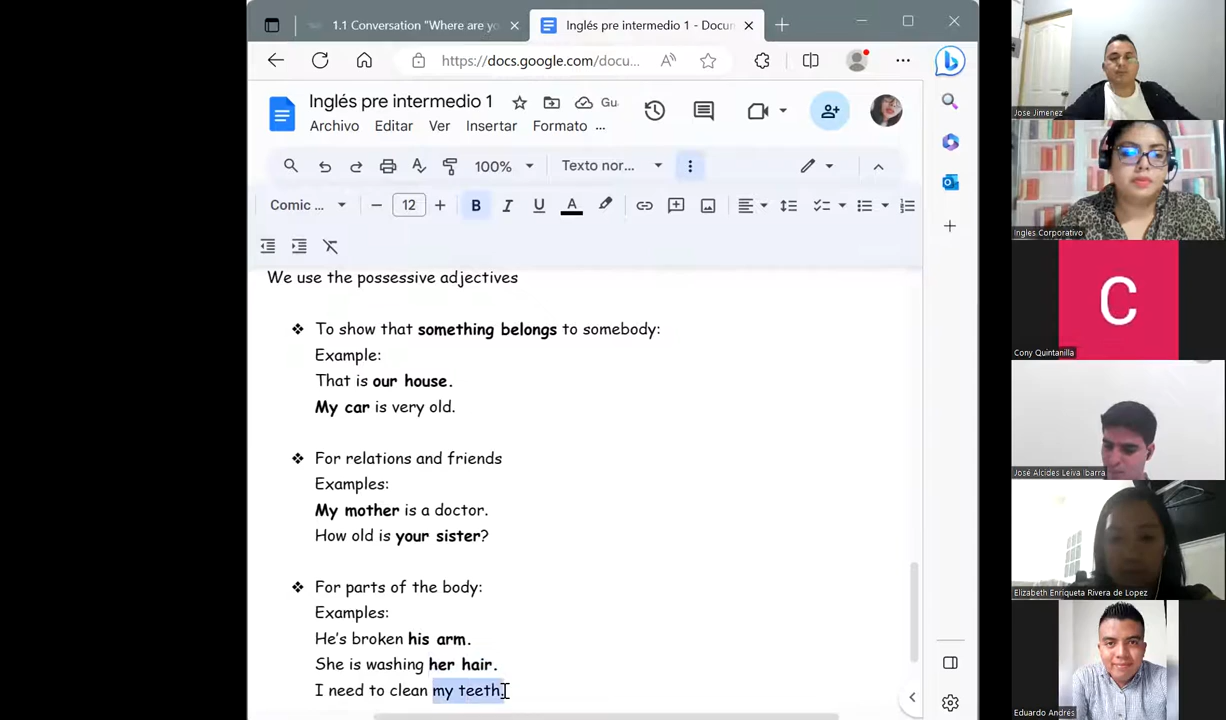 1.1 Conversation "Where are yo
Inglés pre intermedio 1 - Docun
https://docs.google.com/docu...
Inglés pre intermedio 1
Gu
Archivo Editar Ver Insertar Formato ...
100% Texto nor...
Comic ... 12 B I U A
We use the possessive adjectives
❖ To show that something belongs to somebody:
Example:
That is our house.
My car is very old.
❖ For relations and friends
Examples:
My mother is a doctor.
How old is your sister?
❖ For parts of the body:
Examples:
He's broken his arm.
She is washing her hair.
I need to clean my teeth.
Jose Jimenez
Ingles Corporativo
C
Cony Quintanilla
José Alcides Leiva Ibarra
Elizabeth Enriqueta Rivera de Lopez
Eduardo Andres